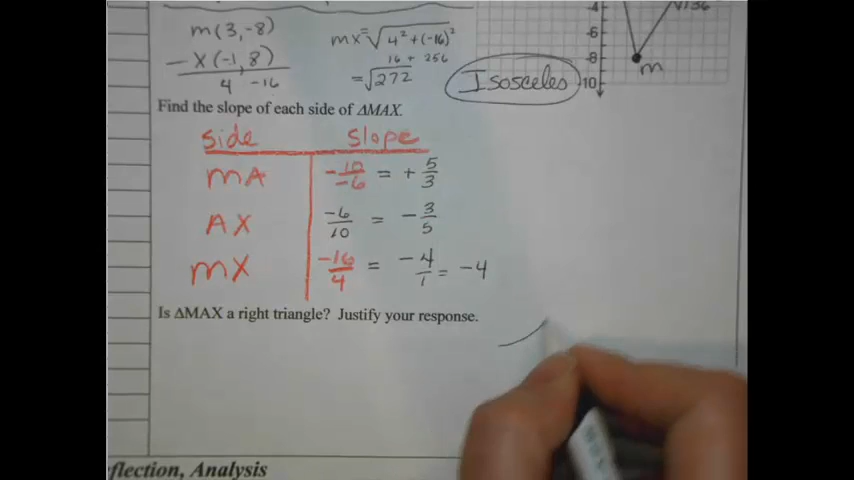 m(3,-8)
mx = √4² + (-16)²
-4
-X(-1,8)
16 + 256
-6
4 -16
= √272
Isosceles
-8
m
-10
Find the slope of each side of ΔMAX.
side slope
MA -10/-6 = + 5/3
AX -6/10 = - 3/5
MX -16/4 = -4/1 = -4
Is ΔMAX a right triangle? Justify your response.
flection, Analysis